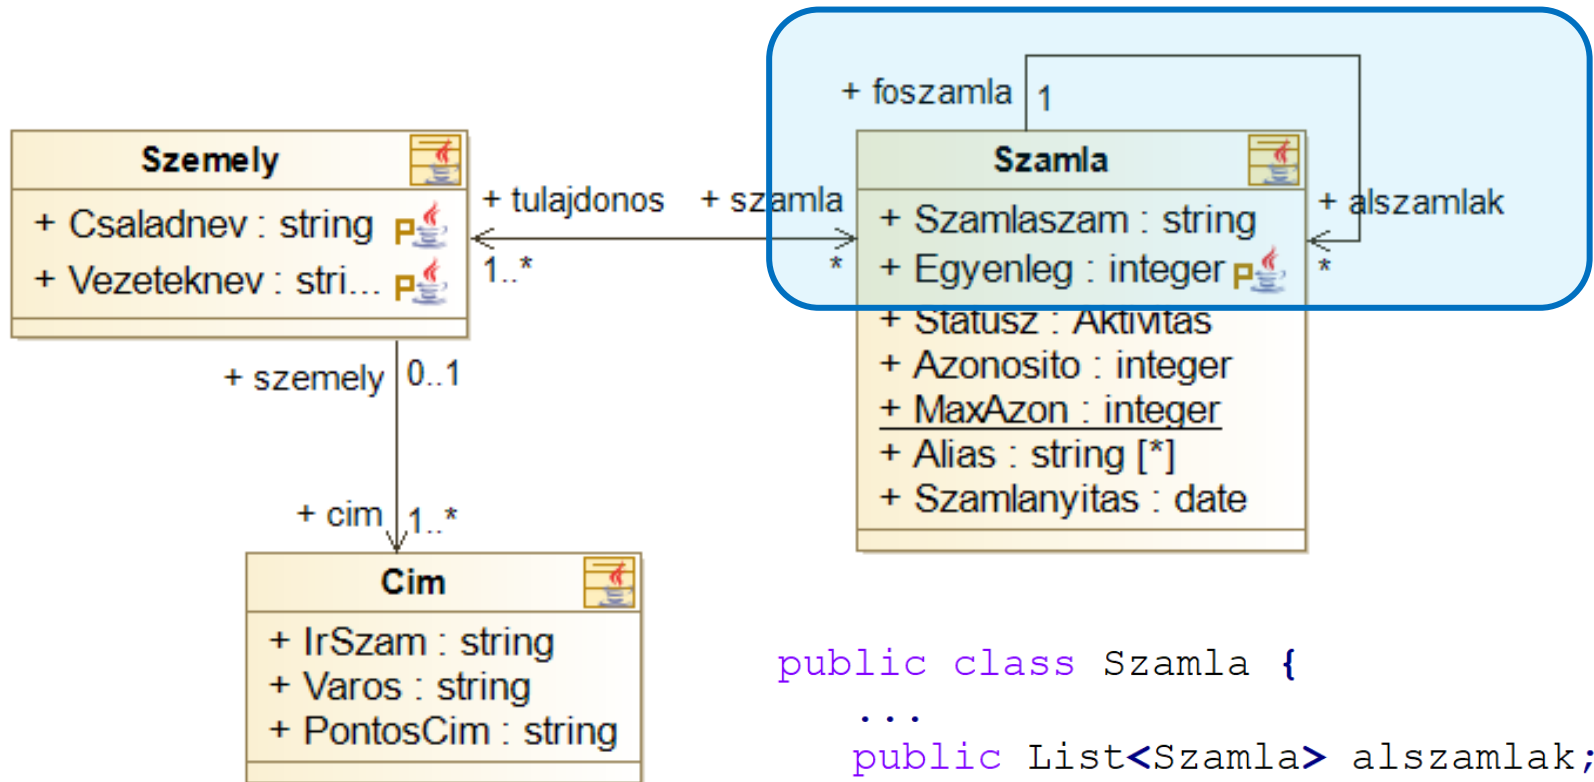 + foszamla
1
Szemely
+ Csaladnev : string
+ Vezeteknev : stri...
+ tulajdonos
1..*
+ szamla
*
Szamla
+ Szamlaszam : string
+ Egyenleg : integer
+ Statusz : Aktivitas
+ Azonosito : integer
+ MaxAzon : integer
+ Alias : string [*]
+ Szamlanyitas : date
+ alszamlak
*
+ szemely
0..1
+ cim
1..*
Cim
+ IrSzam : string
+ Varos : string
+ PontosCim : string
public class Szamla {
...
public List<Szamla> alszamlak;